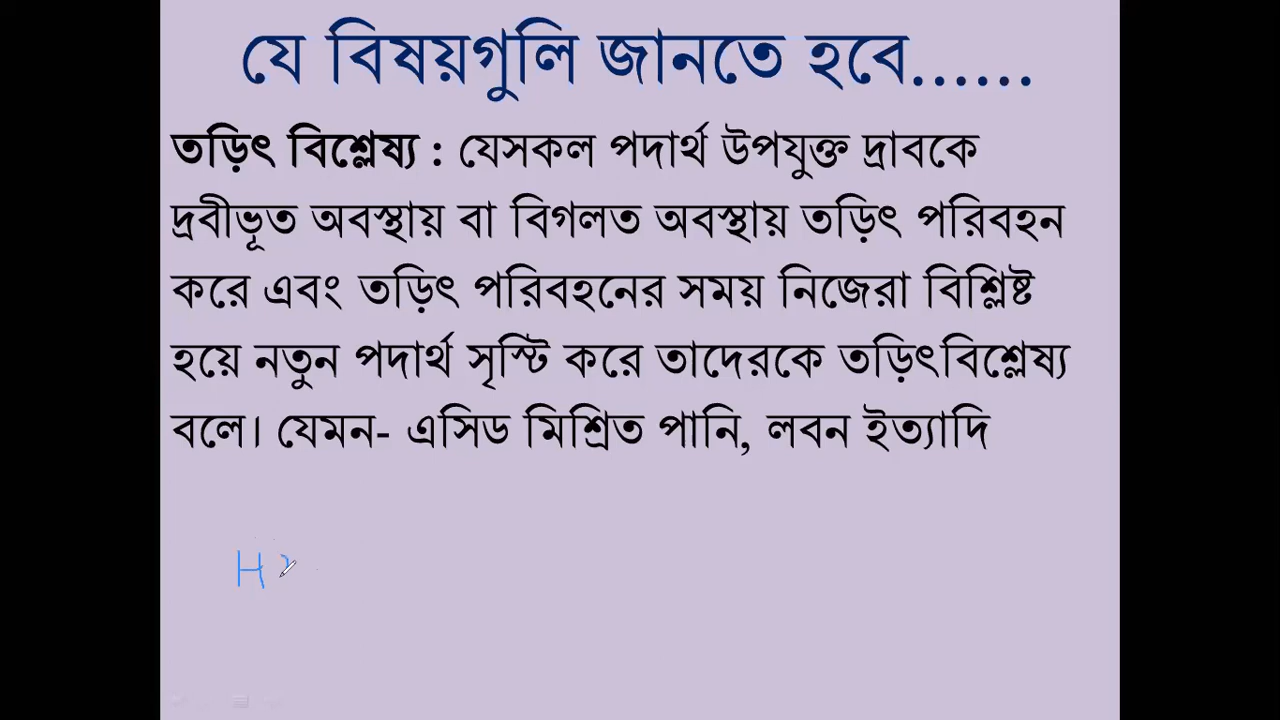 যে বিষয়গুলি জানতে হবে......
তড়িৎ বিশ্লেষ্য : যেসকল পদার্থ উপযুক্ত দ্রাবকে
দ্রবীভূত অবস্থায় বা বিগলত অবস্থায় তড়িৎ পরিবহন
করে এবং তড়িৎ পরিবহনের সময় নিজেরা বিশ্লিষ্ট
হয়ে নতুন পদার্থ সৃস্টি করে তাদেরকে তড়িৎবিশ্লেষ্য
বলে। যেমন- এসিড মিশ্রিত পানি, লবন ইত্যাদি
H